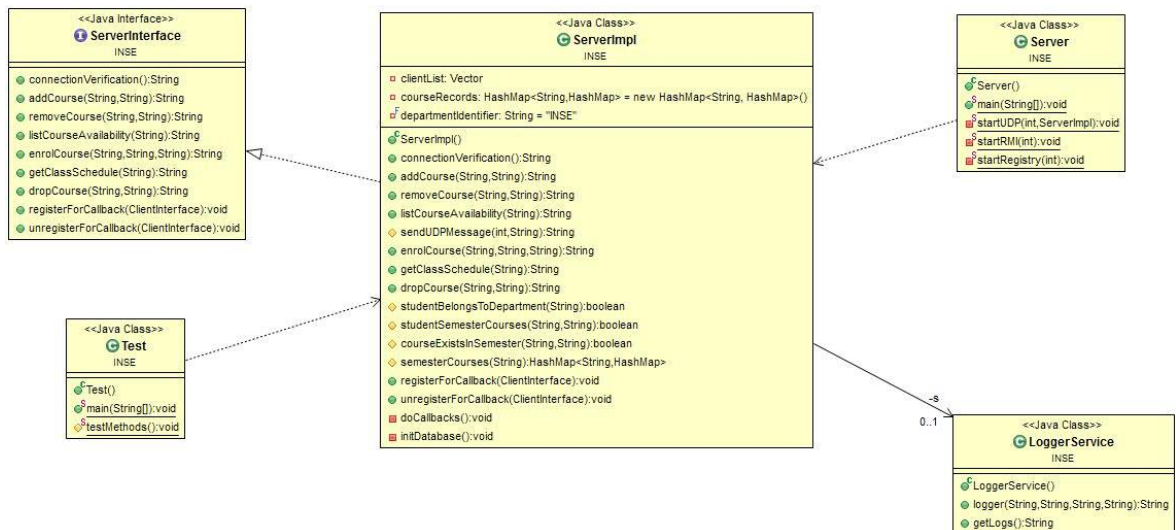 <<Java Interface>>
ServerInterface
INSE
connectionVerification():String
addCourse(String,String):String
removeCourse(String,String):String
listCourseAvailability(String):String
enrolCourse(String,String,String):String
getClassSchedule(String):String
dropCourse(String,String):String
registerForCallback(ClientInterface):void
unregisterForCallback(ClientInterface):void
<<Java Class>>
Test
INSE
Test()
main(String[]):void
testMethods():void
<<Java Class>>
ServerImpl
INSE
clientList: Vector
courseRecords: HashMap<String,HashMap> = new HashMap<String, HashMap>()
departmentIdentifier: String = "INSE"
ServerImpl()
connectionVerification():String
addCourse(String,String):String
removeCourse(String,String):String
listCourseAvailability(String):String
sendUDPMessage(int,String):String
enrolCourse(String,String,String):String
getClassSchedule(String):String
dropCourse(String,String):String
studentBelongsToDepartment(String):boolean
studentSemesterCourses(String,String):boolean
courseExistsInSemester(String,String):boolean
semesterCourses(String):HashMap<String,HashMap>
registerForCallback(ClientInterface):void
unregisterForCallback(ClientInterface):void
doCallbacks():void
initDatabase():void
<<Java Class>>
Server
INSE
Server()
main(String[]):void
startUDP(int,ServerImpl):void
startRMI(int):void
startRegistry(int):void
-s
0..1
<<Java Class>>
LoggerService
INSE
LoggerService()
logger(String,String,String,String):String
getLogs():String